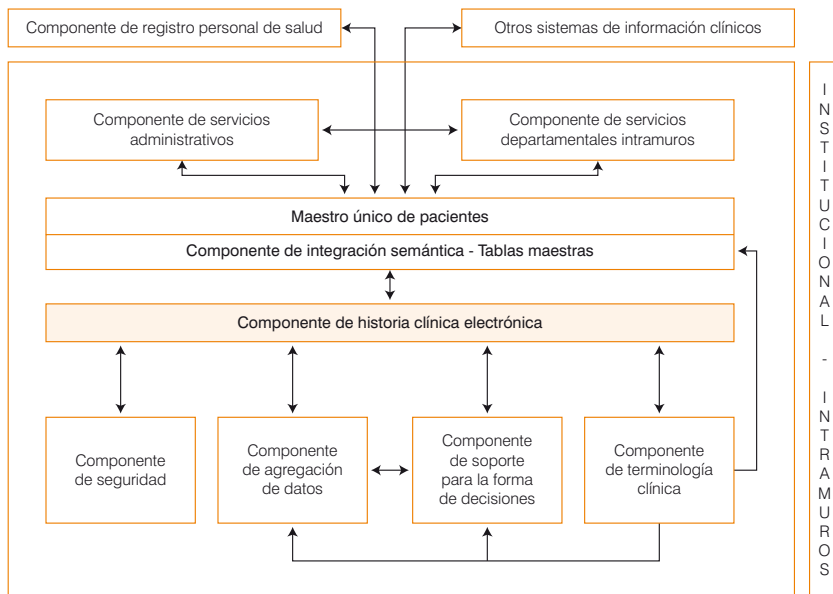 Componente de registro personal de salud
Otros sistemas de información clínicos
Componente de servicios
administrativos
Componente de servicios
departamentales intramuros
Maestro único de pacientes
Componente de integración semántica - Tablas maestras
Componente de historia clínica electrónica
Componente
de seguridad
Componente
de agregación
de datos
Componente
de soporte
para la forma
de decisiones
Componente
de terminología
clínica
INSTITUCIONAL - INTRAMUROS